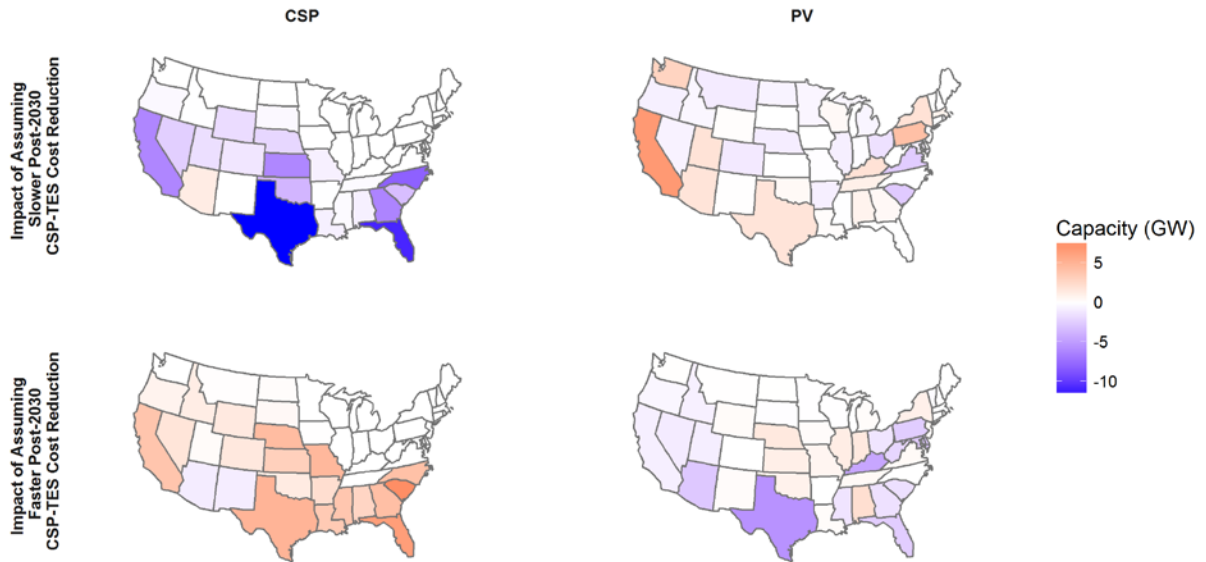 CSP
PV
Impact of Assuming
Slower Post-2030
CSP-TES Cost Reduction
Capacity (GW)
5
0
-5
-10
Impact of Assuming
Faster Post-2030
CSP-TES Cost Reduction